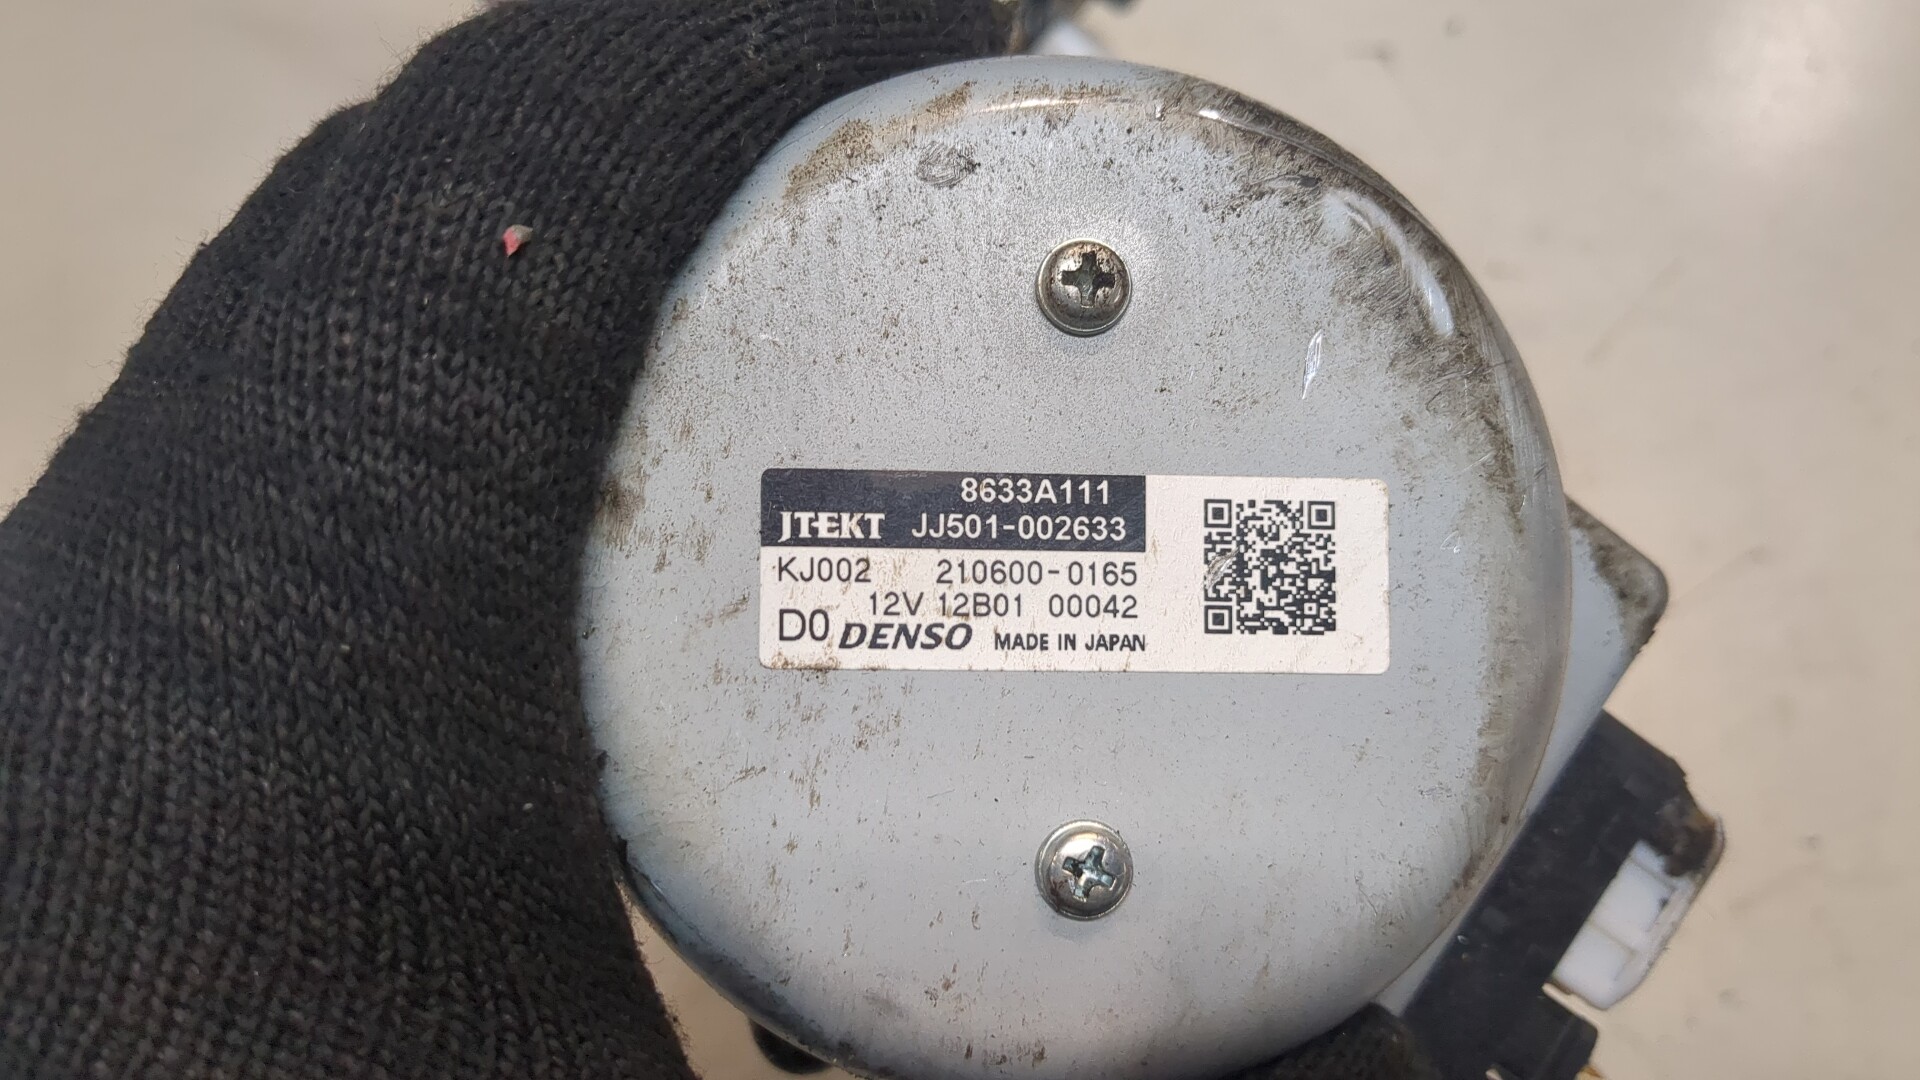 8633A111
JTEKT JJ501-002633
KJ002 210600-0165
12V 12B01 00042
D0 DENSO MADE IN JAPAN